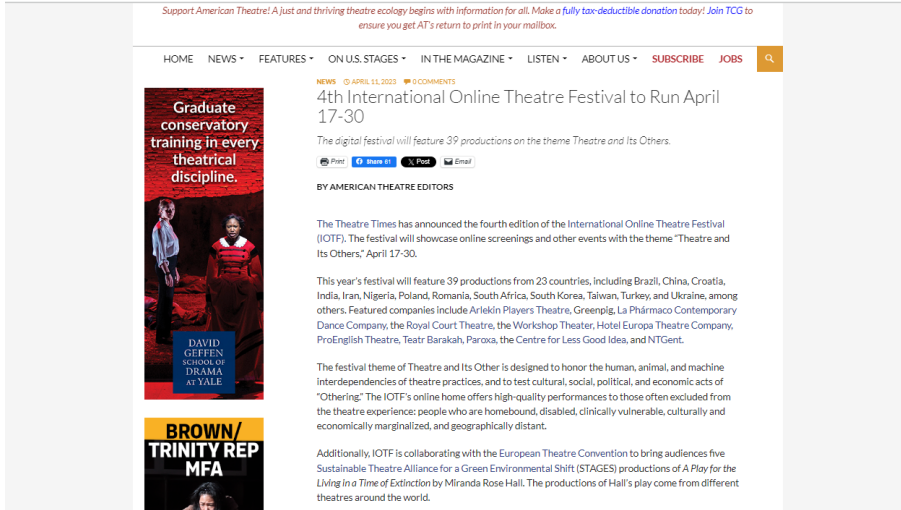 Support American Theatre! A just and thriving theatre ecology begins with information for all. Make a fully tax-deductible donation today! Join TCG to
ensure you get AT's return to print in your mailbox.
HOME NEWS FEATURES ON U.S. STAGES IN THE MAGAZINE LISTEN ABOUT US SUBSCRIBE JOBS
Graduate
conservatory
training in every
theatrical
discipline.
DAVID
GEFFEN
SCHOOL OF
DRAMA
AT YALE
BROWN/
TRINITY REP
MFA
NEWS APRIL 11, 2023 0 COMMENTS
4th International Online Theatre Festival to Run April
17-30
The digital festival will feature 39 productions on the theme Theatre and Its Others.
Print Share 61 X Post Email
BY AMERICAN THEATRE EDITORS
The Theatre Times has announced the fourth edition of the International Online Theatre Festival
(IOTF). The festival will showcase online screenings and other events with the theme "Theatre and
Its Others," April 17-30.
This year's festival will feature 39 productions from 23 countries, including Brazil, China, Croatia,
India, Iran, Nigeria, Poland, Romania, South Africa, South Korea, Taiwan, Turkey, and Ukraine, among
others. Featured companies include Arlekin Players Theatre, Greenpig, La Phármaco Contemporary
Dance Company, the Royal Court Theatre, the Workshop Theater, Hotel Europa Theatre Company,
ProEnglish Theatre, Teatr Barakah, Paroxa, the Centre for Less Good Idea, and NTGent.
The festival theme of Theatre and Its Other is designed to honor the human, animal, and machine
interdependencies of theatre practices, and to test cultural, social, political, and economic acts of
"Othering." The IOTF's online home offers high-quality performances to those often excluded from
the theatre experience: people who are homebound, disabled, clinically vulnerable, culturally and
economically marginalized, and geographically distant.
Additionally, IOTF is collaborating with the European Theatre Convention to bring audiences five
Sustainable Theatre Alliance for a Green Environmental Shift (STAGES) productions of A Play for the
Living in a Time of Extinction by Miranda Rose Hall. The productions of Hall's play come from different
theatres around the world.